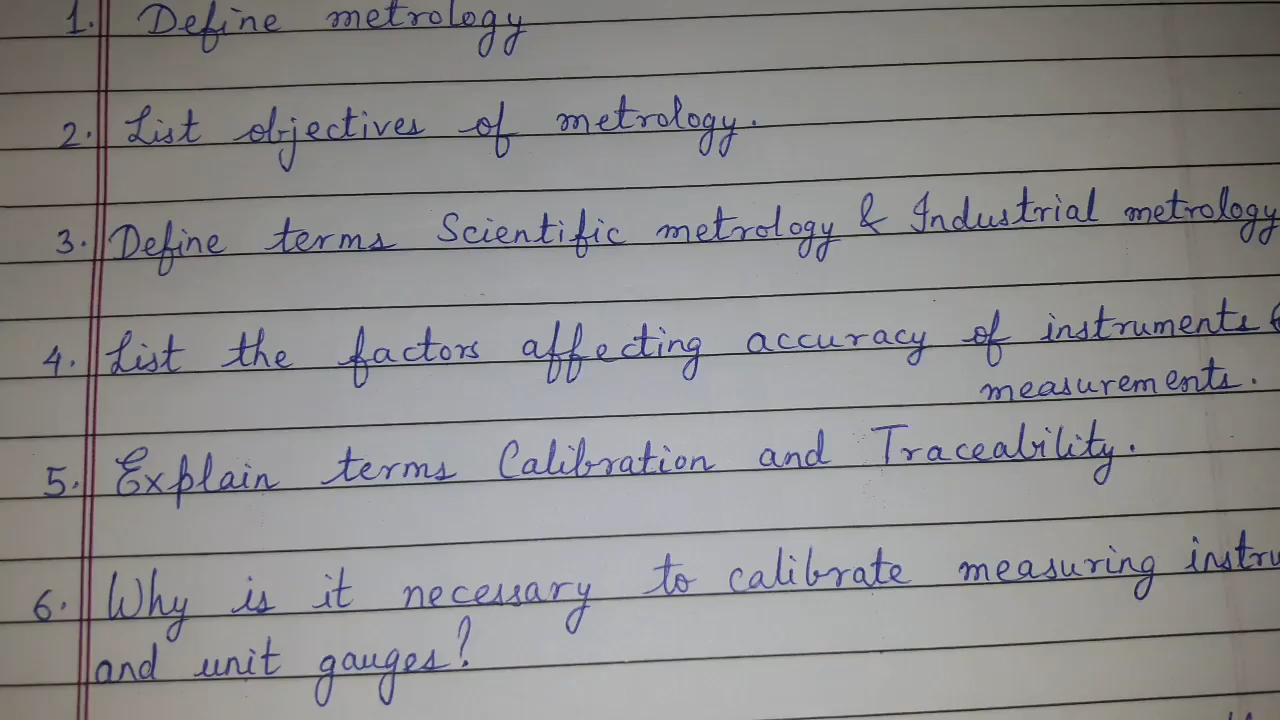 1. Define metrology
2. List objectives of metrology.
3. Define terms Scientific metrology & Industrial metrology
4. List the factors affecting accuracy of instruments
measurements.
5. Explain terms Calibration and Traceability.
6. Why is it necessary to calibrate measuring instru
and unit gauges?